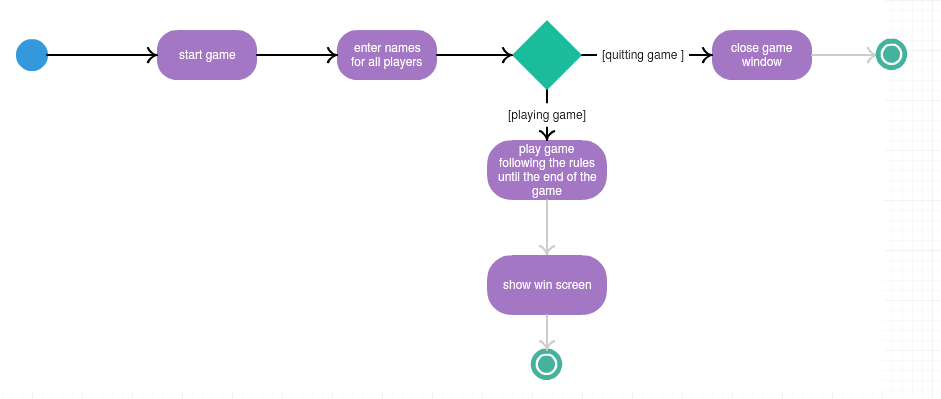 start game
enter names
for all players
[quitting game ]
close game
window
[playing game]
play game
following the rules
until the end of the
game
show win screen